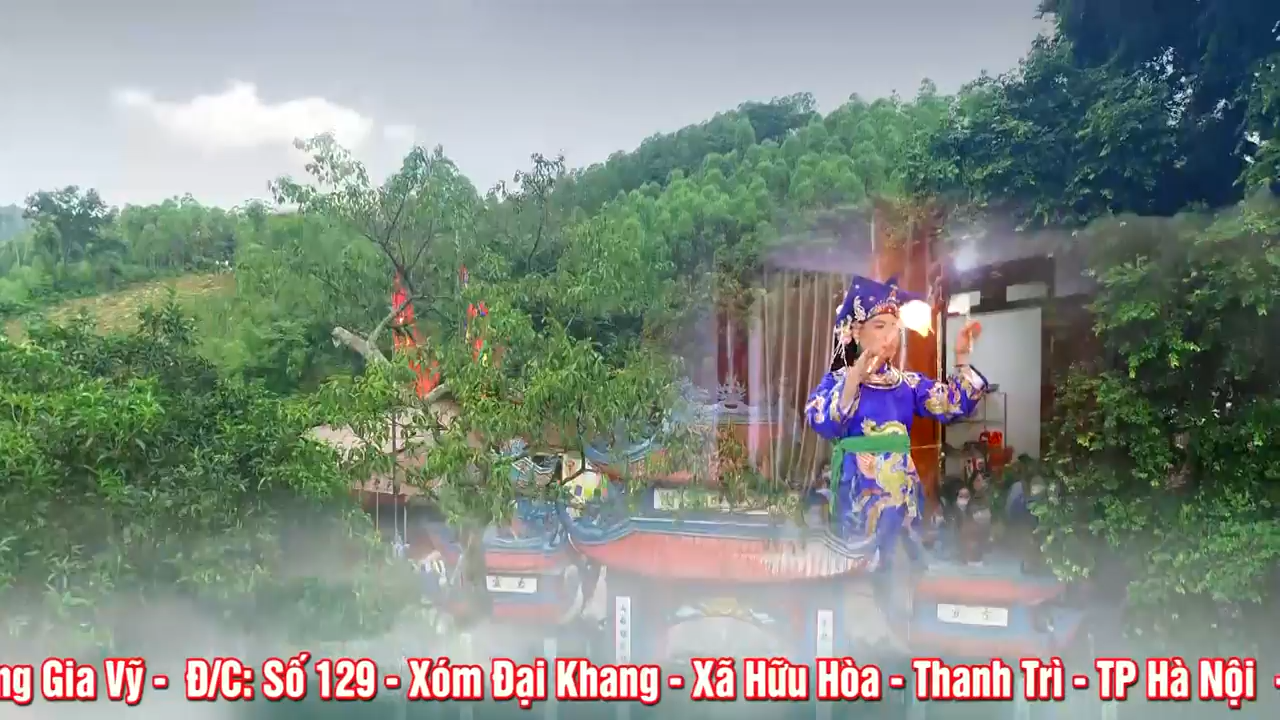 ng Gia Vỹ - Đ/C: Số 129 - Xóm Đại Khang - Xã Hữu Hòa - Thanh Trì - TP Hà Nội -